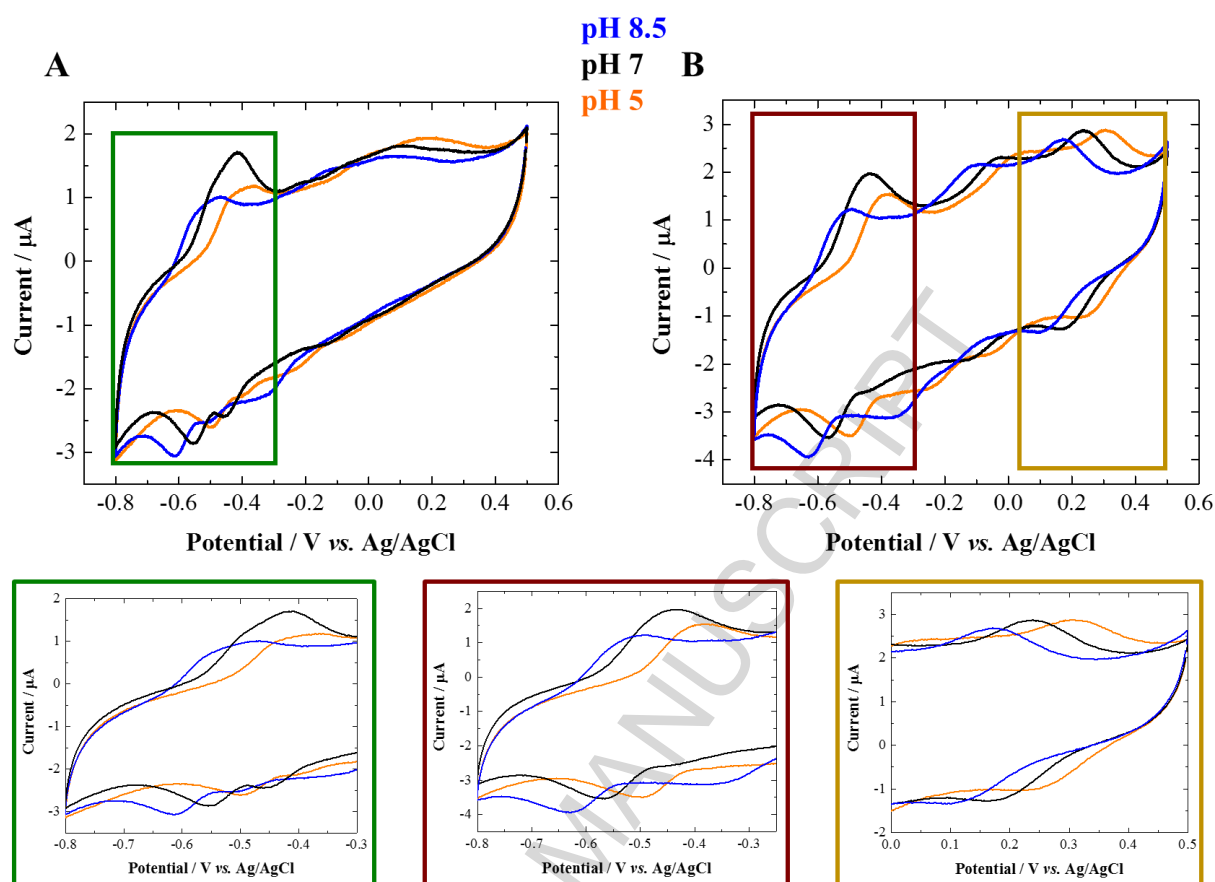 pH 8.5
A pH 7 B
pH 5
2
1
0
-1
-2
-3
Current / μA
-0.8 -0.6 -0.4 -0.2 0.0 0.2 0.4 0.6
Potential / V vs. Ag/AgCl
3
2
1
0
-1
-2
-3
-4
Current / μA
-0.8 -0.6 -0.4 -0.2 0.0 0.2 0.4 0.6
Potential / V vs. Ag/AgCl
2
1
0
-1
-2
-3
Current / μA
-0.8 -0.7 -0.6 -0.5 -0.4 -0.3
Potential / V vs. Ag/AgCl
2
1
0
-1
-2
-3
-4
Current / μA
-0.8 -0.7 -0.6 -0.5 -0.4 -0.3
Potential / V vs. Ag/AgCl
4
2
0
-1
-2
Current / μA
0.0 0.1 0.2 0.3 0.4 0.5
Potential / V vs. Ag/AgCl
MANUSCRIPT